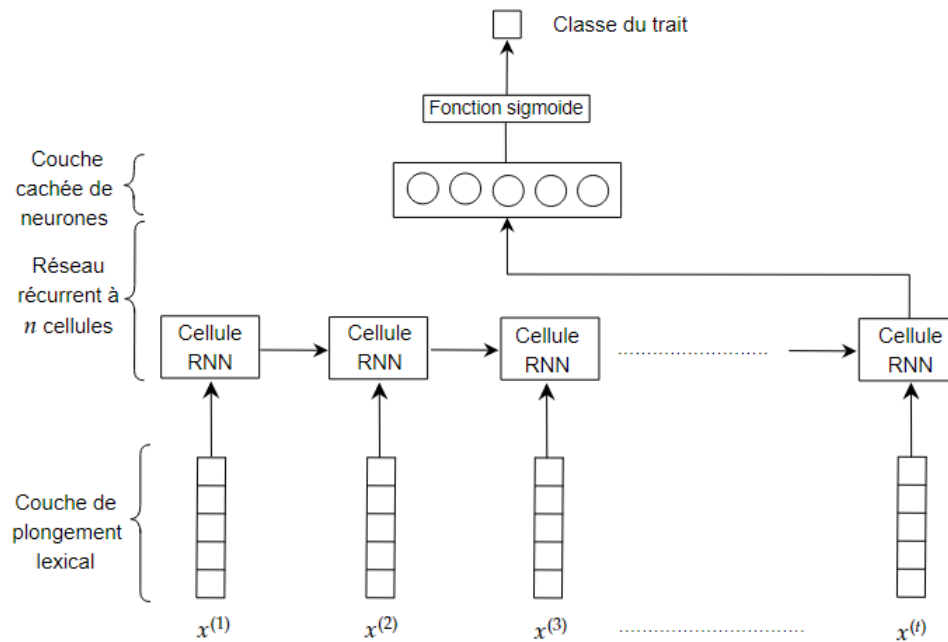 Classe du trait
Fonction sigmoide
Couche
cachée de
neurones
Réseau
récurrent à
n cellules
Cellule
RNN
Cellule
RNN
Cellule
RNN
Cellule
RNN
Couche de
plongement
lexical
x^(1)
x^(2)
x^(3)
x^(t)